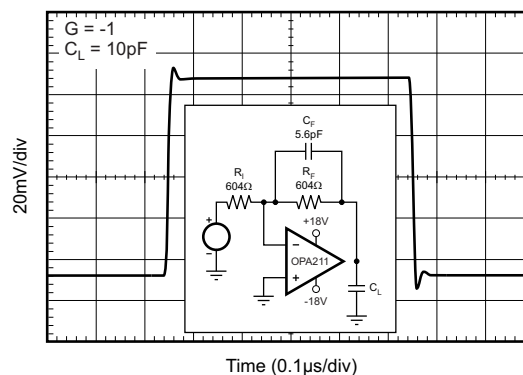 G = -1
C_L = 10pF
20mV/div
C_F
5.6pF
R_I
604Ω
R_F
604Ω
+18V
+
−
−
OPA211
+
-18V
C_L
Time (0.1μs/div)